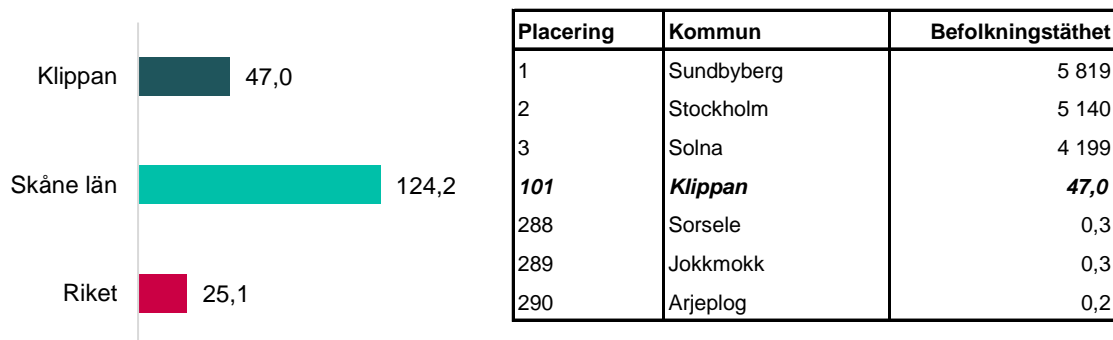 Klippan 47,0
Skåne län 124,2
Riket 25,1
Placering Kommun Befolkningstäthet
1 Sundbyberg 5 819
2 Stockholm 5 140
3 Solna 4 199
101 Klippan 47,0
288 Sorsele 0,3
289 Jokkmokk 0,3
290 Arjeplog 0,2